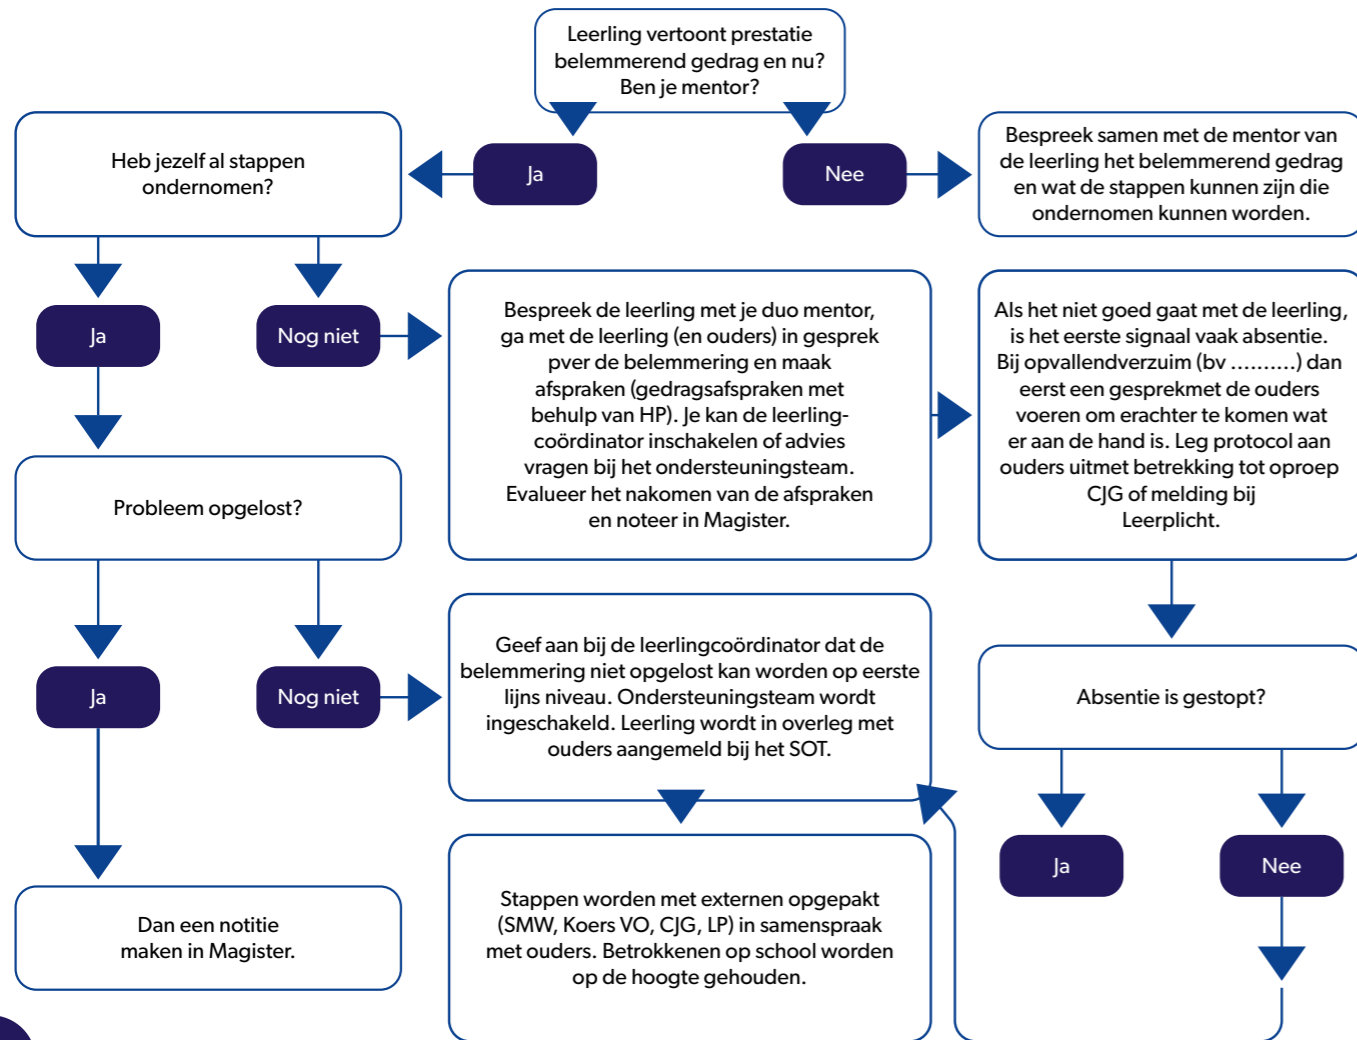 Leerling vertoont prestatie
belemmerend gedrag en nu?
Ben je mentor?
Ja
Nee
Bespreek samen met de mentor van
de leerling het belemmerend gedrag
en wat de stappen kunnen zijn die
ondernomen kunnen worden.
Heb jezelf al stappen
ondernomen?
Ja
Nog niet
Bespreek de leerling met je duo mentor,
ga met de leerling (en ouders) in gesprek
pver de belemmering en maak
afspraken (gedragsafspraken met
behulp van HP). Je kan de leerling-
coördinator inschakelen of advies
vragen bij het ondersteuningsteam.
Evalueer het nakomen van de afspraken
en noteer in Magister.
Als het niet goed gaat met de leerling,
is het eerste signaal vaak absentie.
Bij opvallendverzuim (bv ..........) dan
eerst een gesprekmet de ouders
voeren om erachter te komen wat
er aan de hand is. Leg protocol aan
ouders uitmet betrekking tot oproep
CJG of melding bij
Leerplicht.
Probleem opgelost?
Ja
Nog niet
Geef aan bij de leerlingcoördinator dat de
belemmering niet opgelost kan worden op eerste
lijns niveau. Ondersteuningsteam wordt
ingeschakeld. Leerling wordt in overleg met
ouders aangemeld bij het SOT.
Absentie is gestopt?
Ja
Nee
Dan een notitie
maken in Magister.
Stappen worden met externen opgepakt
(SMW, Koers VO, CJG, LP) in samenspraak
met ouders. Betrokkenen op school worden
op de hoogte gehouden.